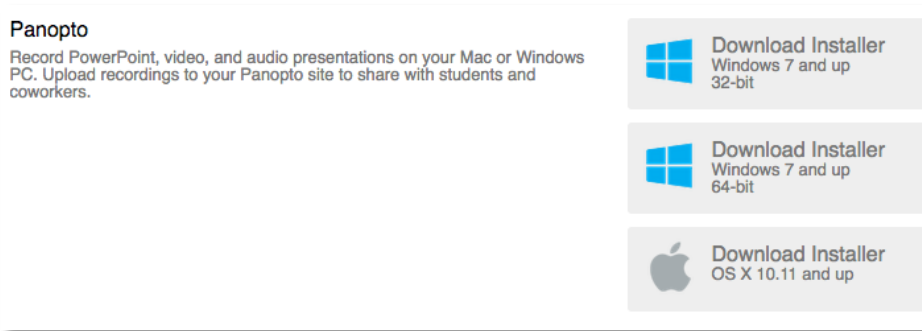 Panopto
Record PowerPoint, video, and audio presentations on your Mac or Windows
PC. Upload recordings to your Panopto site to share with students and
coworkers.
Download Installer
Windows 7 and up
32-bit
Download Installer
Windows 7 and up
64-bit
Download Installer
OS X 10.11 and up